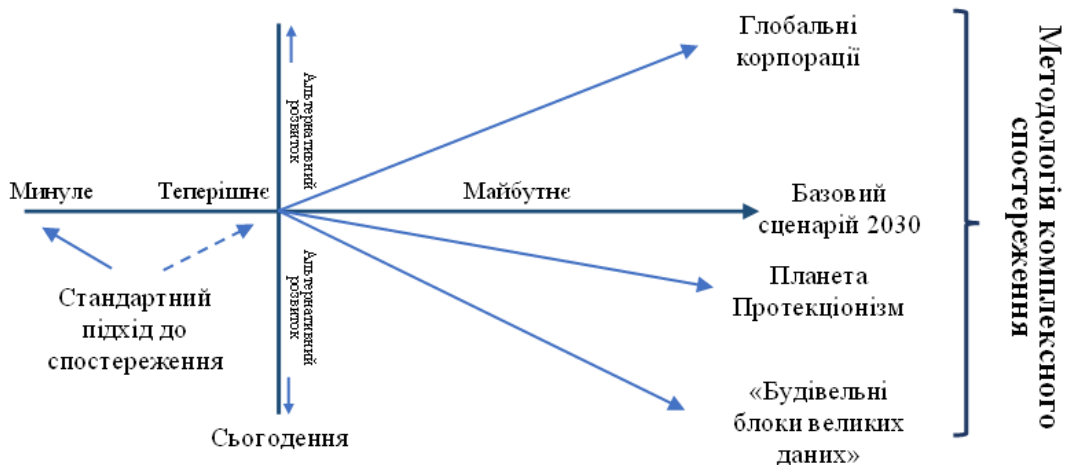 Глобальні
корпорації
Альтернативний
розвиток
Минуле
Теперішнє
Майбутнє
Базовий
сценарій 2030
Альтернативний
розвиток
Стандартний
підхід до
спостереження
Планета
Протекціонізм
«Будівельні
блоки великих
даних»
Сьогодення
Методологія комплексного
спостереження